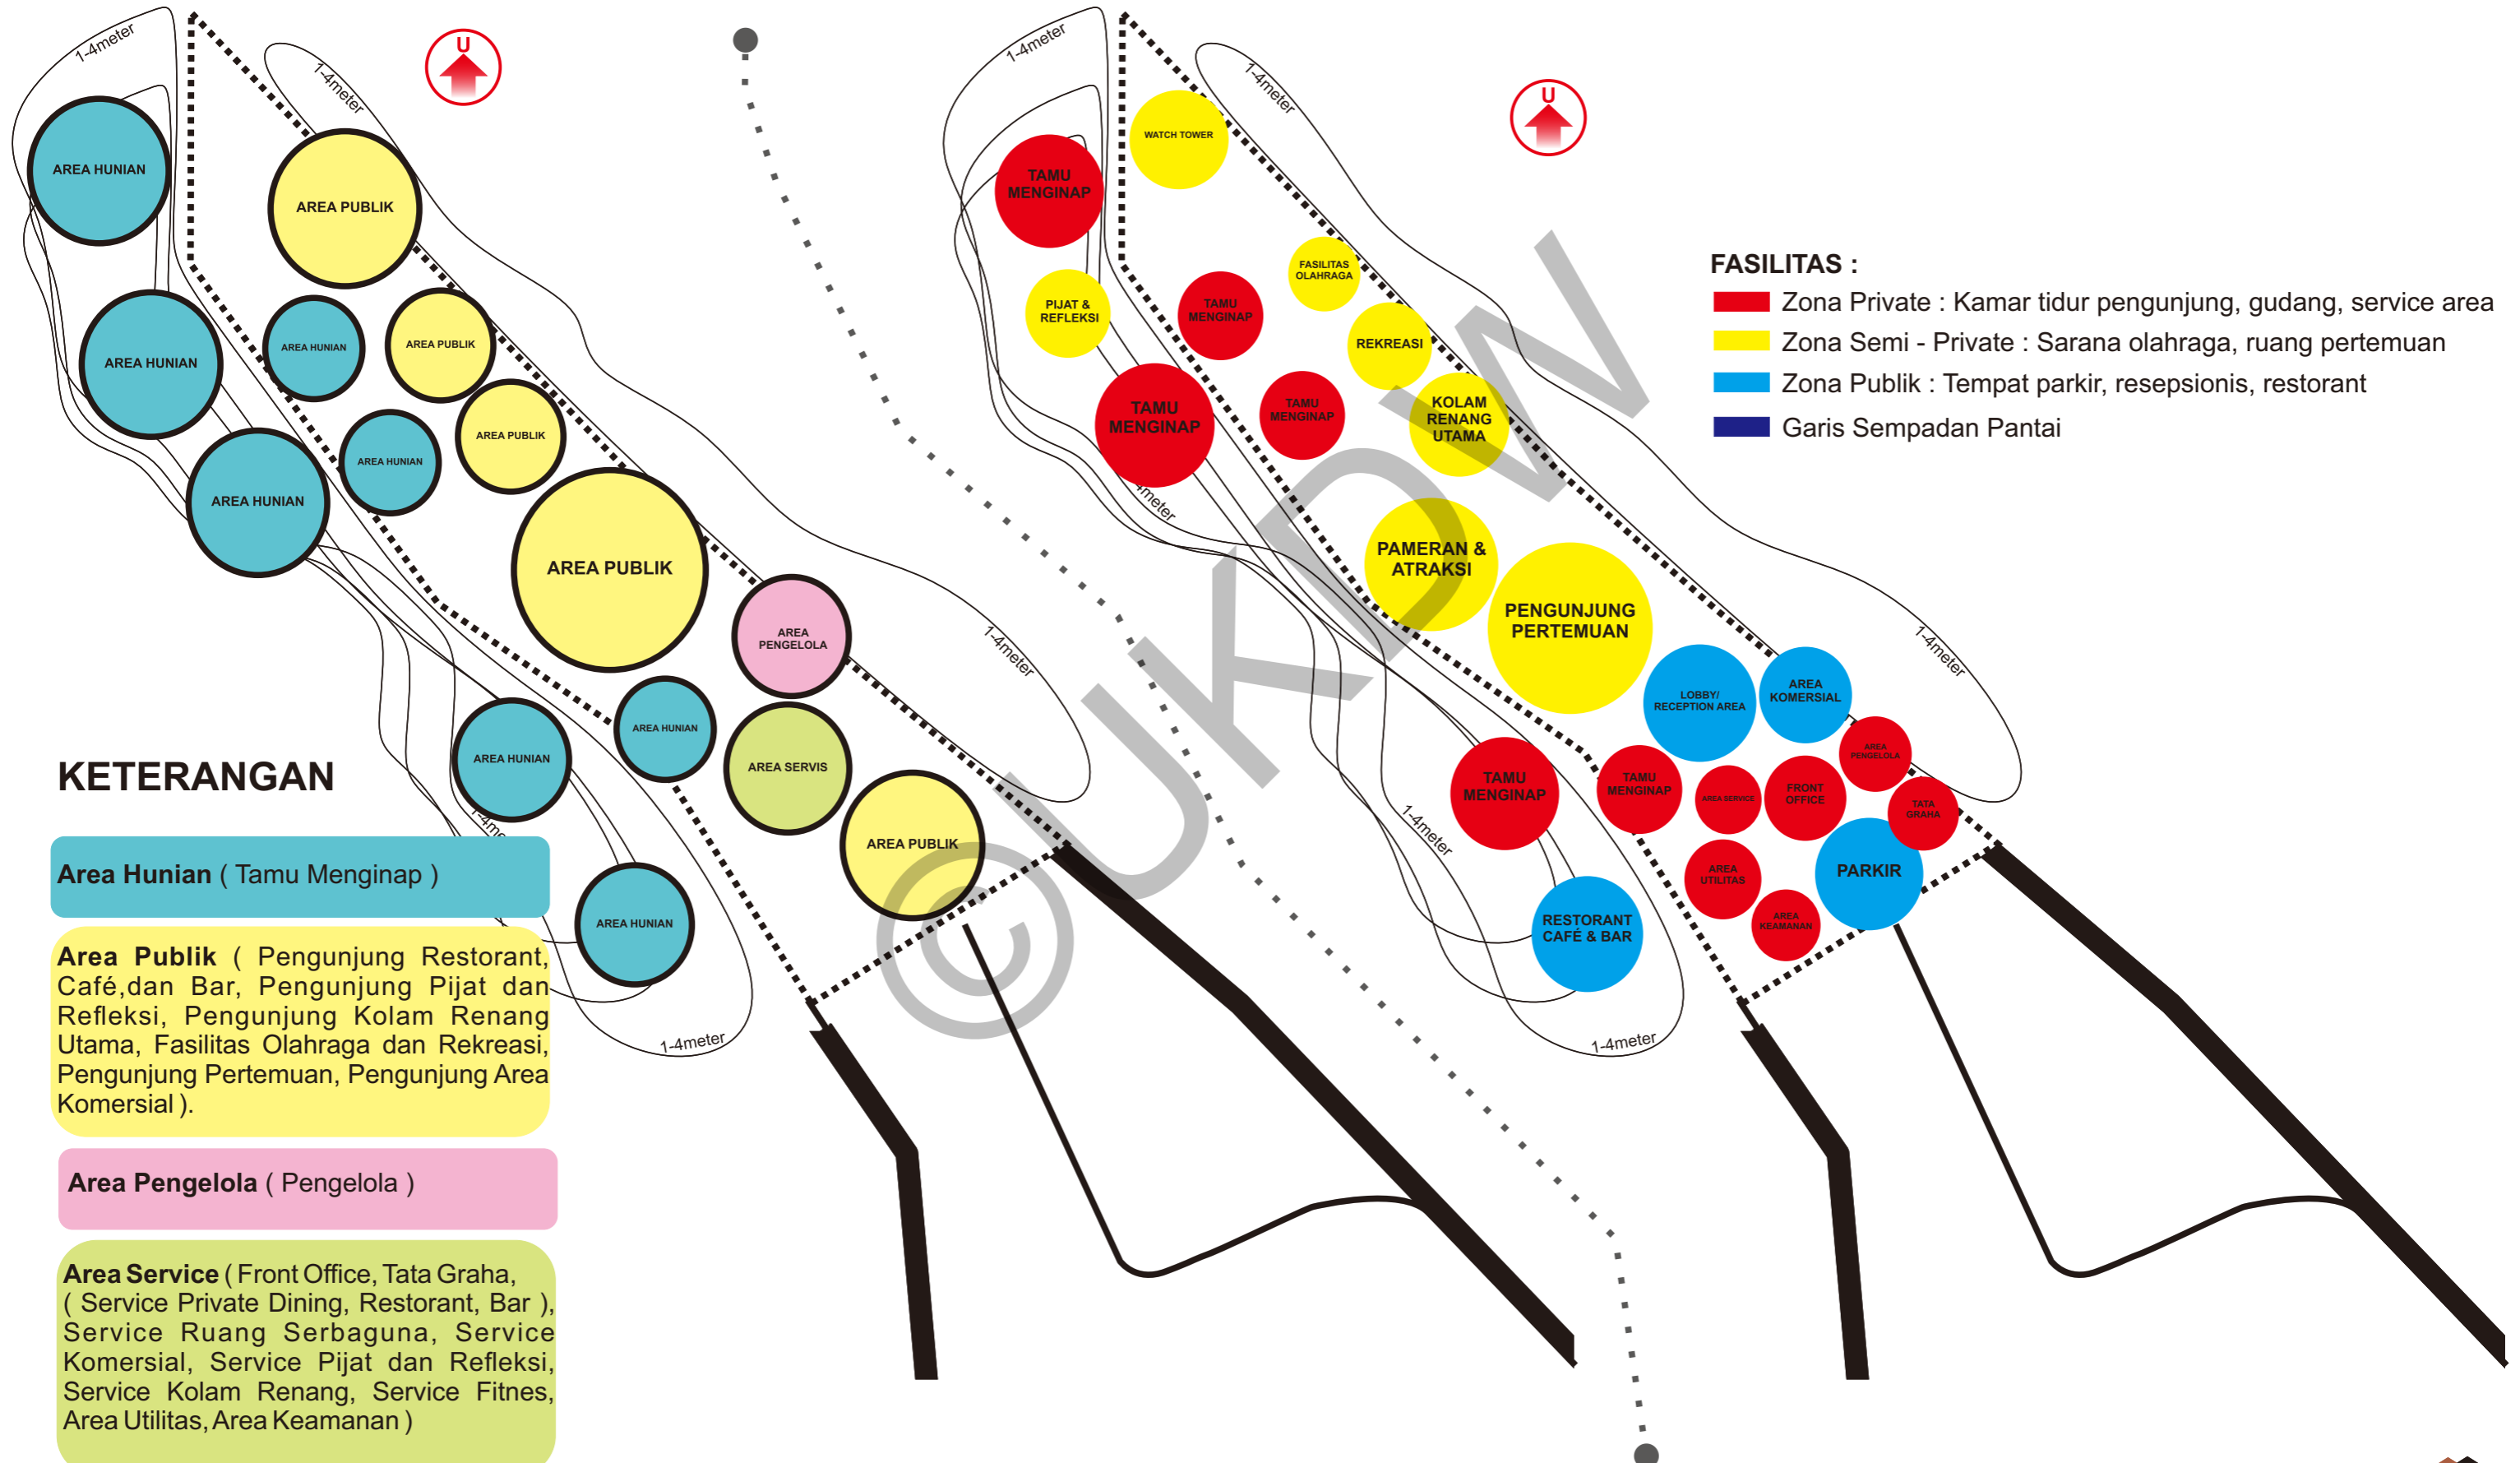 1-4meter
U
1-4meter
AREA HUNIAN
AREA PUBLIK
AREA HUNIAN
AREA HUNIAN
AREA PUBLIK
AREA PUBLIK
AREA HUNIAN
AREA HUNIAN
AREA PUBLIK
AREA
PENGELOLA
1-4meter
AREA HUNIAN
AREA HUNIAN
AREA SERVIS
AREA PUBLIK
AREA HUNIAN
1-4meter
KETERANGAN
Area Hunian ( Tamu Menginap )
Area Publik ( Pengunjung Restorant,
Café,dan Bar, Pengunjung Pijat dan
Refleksi, Pengunjung Kolam Renang
Utama, Fasilitas Olahraga dan Rekreasi,
Pengunjung Pertemuan, Pengunjung Area
Komersial ).
Area Pengelola ( Pengelola )
Area Service ( Front Office, Tata Graha,
( Service Private Dining, Restorant, Bar ),
Service Ruang Serbaguna, Service
Komersial, Service Pijat dan Refleksi,
Service Kolam Renang, Service Fitnes,
Area Utilitas, Area Keamanan )
1-4meter
1-4meter
U
WATCH TOWER
TAMU
MENGINAP
FASILITAS
OLAHRAGA
PIJAT &
REFLEKSI
TAMU
MENGINAP
REKREASI
TAMU
MENGINAP
TAMU
MENGINAP
KOLAM
RENANG
UTAMA
PAMERAN &
ATRAKSI
PENGUNJUNG
PERTEMUAN
1-4meter
LOBBY/
RECEPTION AREA
AREA
KOMERSIAL
AREA
PENGELOLA
TAMU
MENGINAP
TAMU
MENGINAP
AREA SERVICE
FRONT
OFFICE
TATA
GRAHA
1-4meter
AREA
UTILITAS
PARKIR
AREA
KEAMANAN
RESTORANT
CAFÉ & BAR
1-4meter
FASILITAS :
Zona Private : Kamar tidur pengunjung, gudang, service area
Zona Semi - Private : Sarana olahraga, ruang pertemuan
Zona Publik : Tempat parkir, resepsionis, restorant
Garis Sempadan Pantai
©UKDW